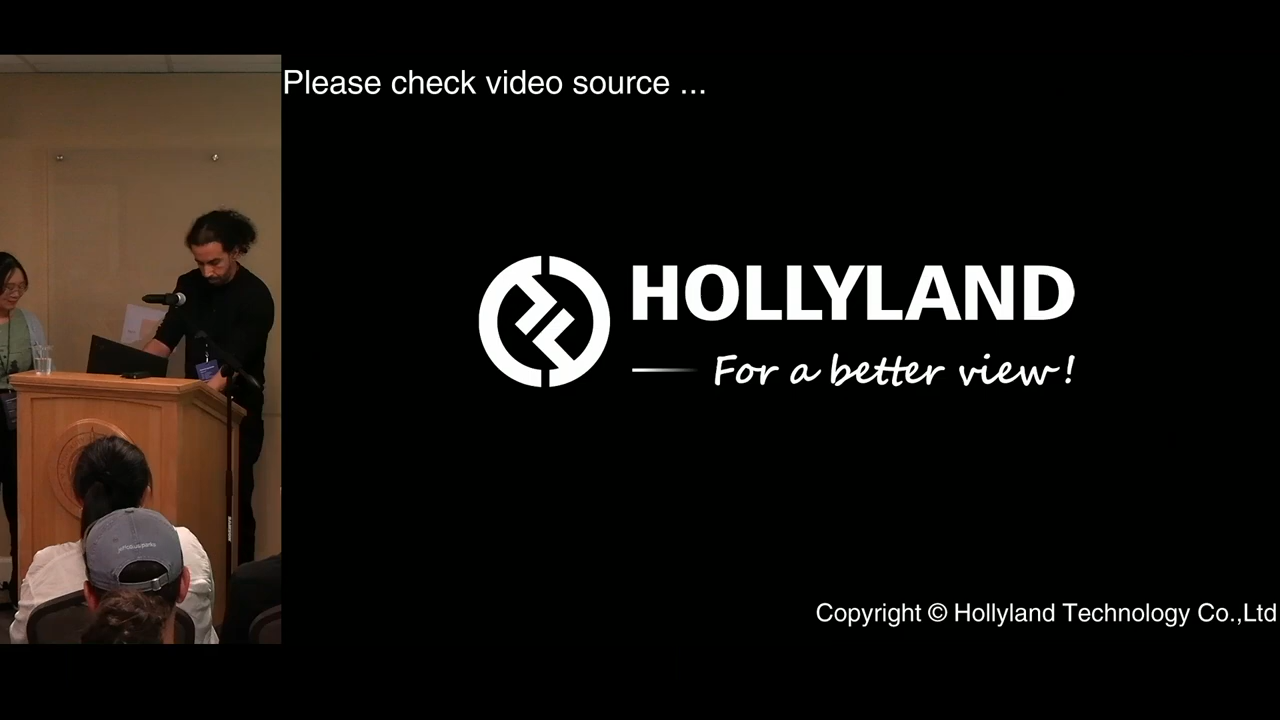 Please check video source ...
HOLLYLAND
For a better view!
Copyright © Hollyland Technology Co.,Ltd